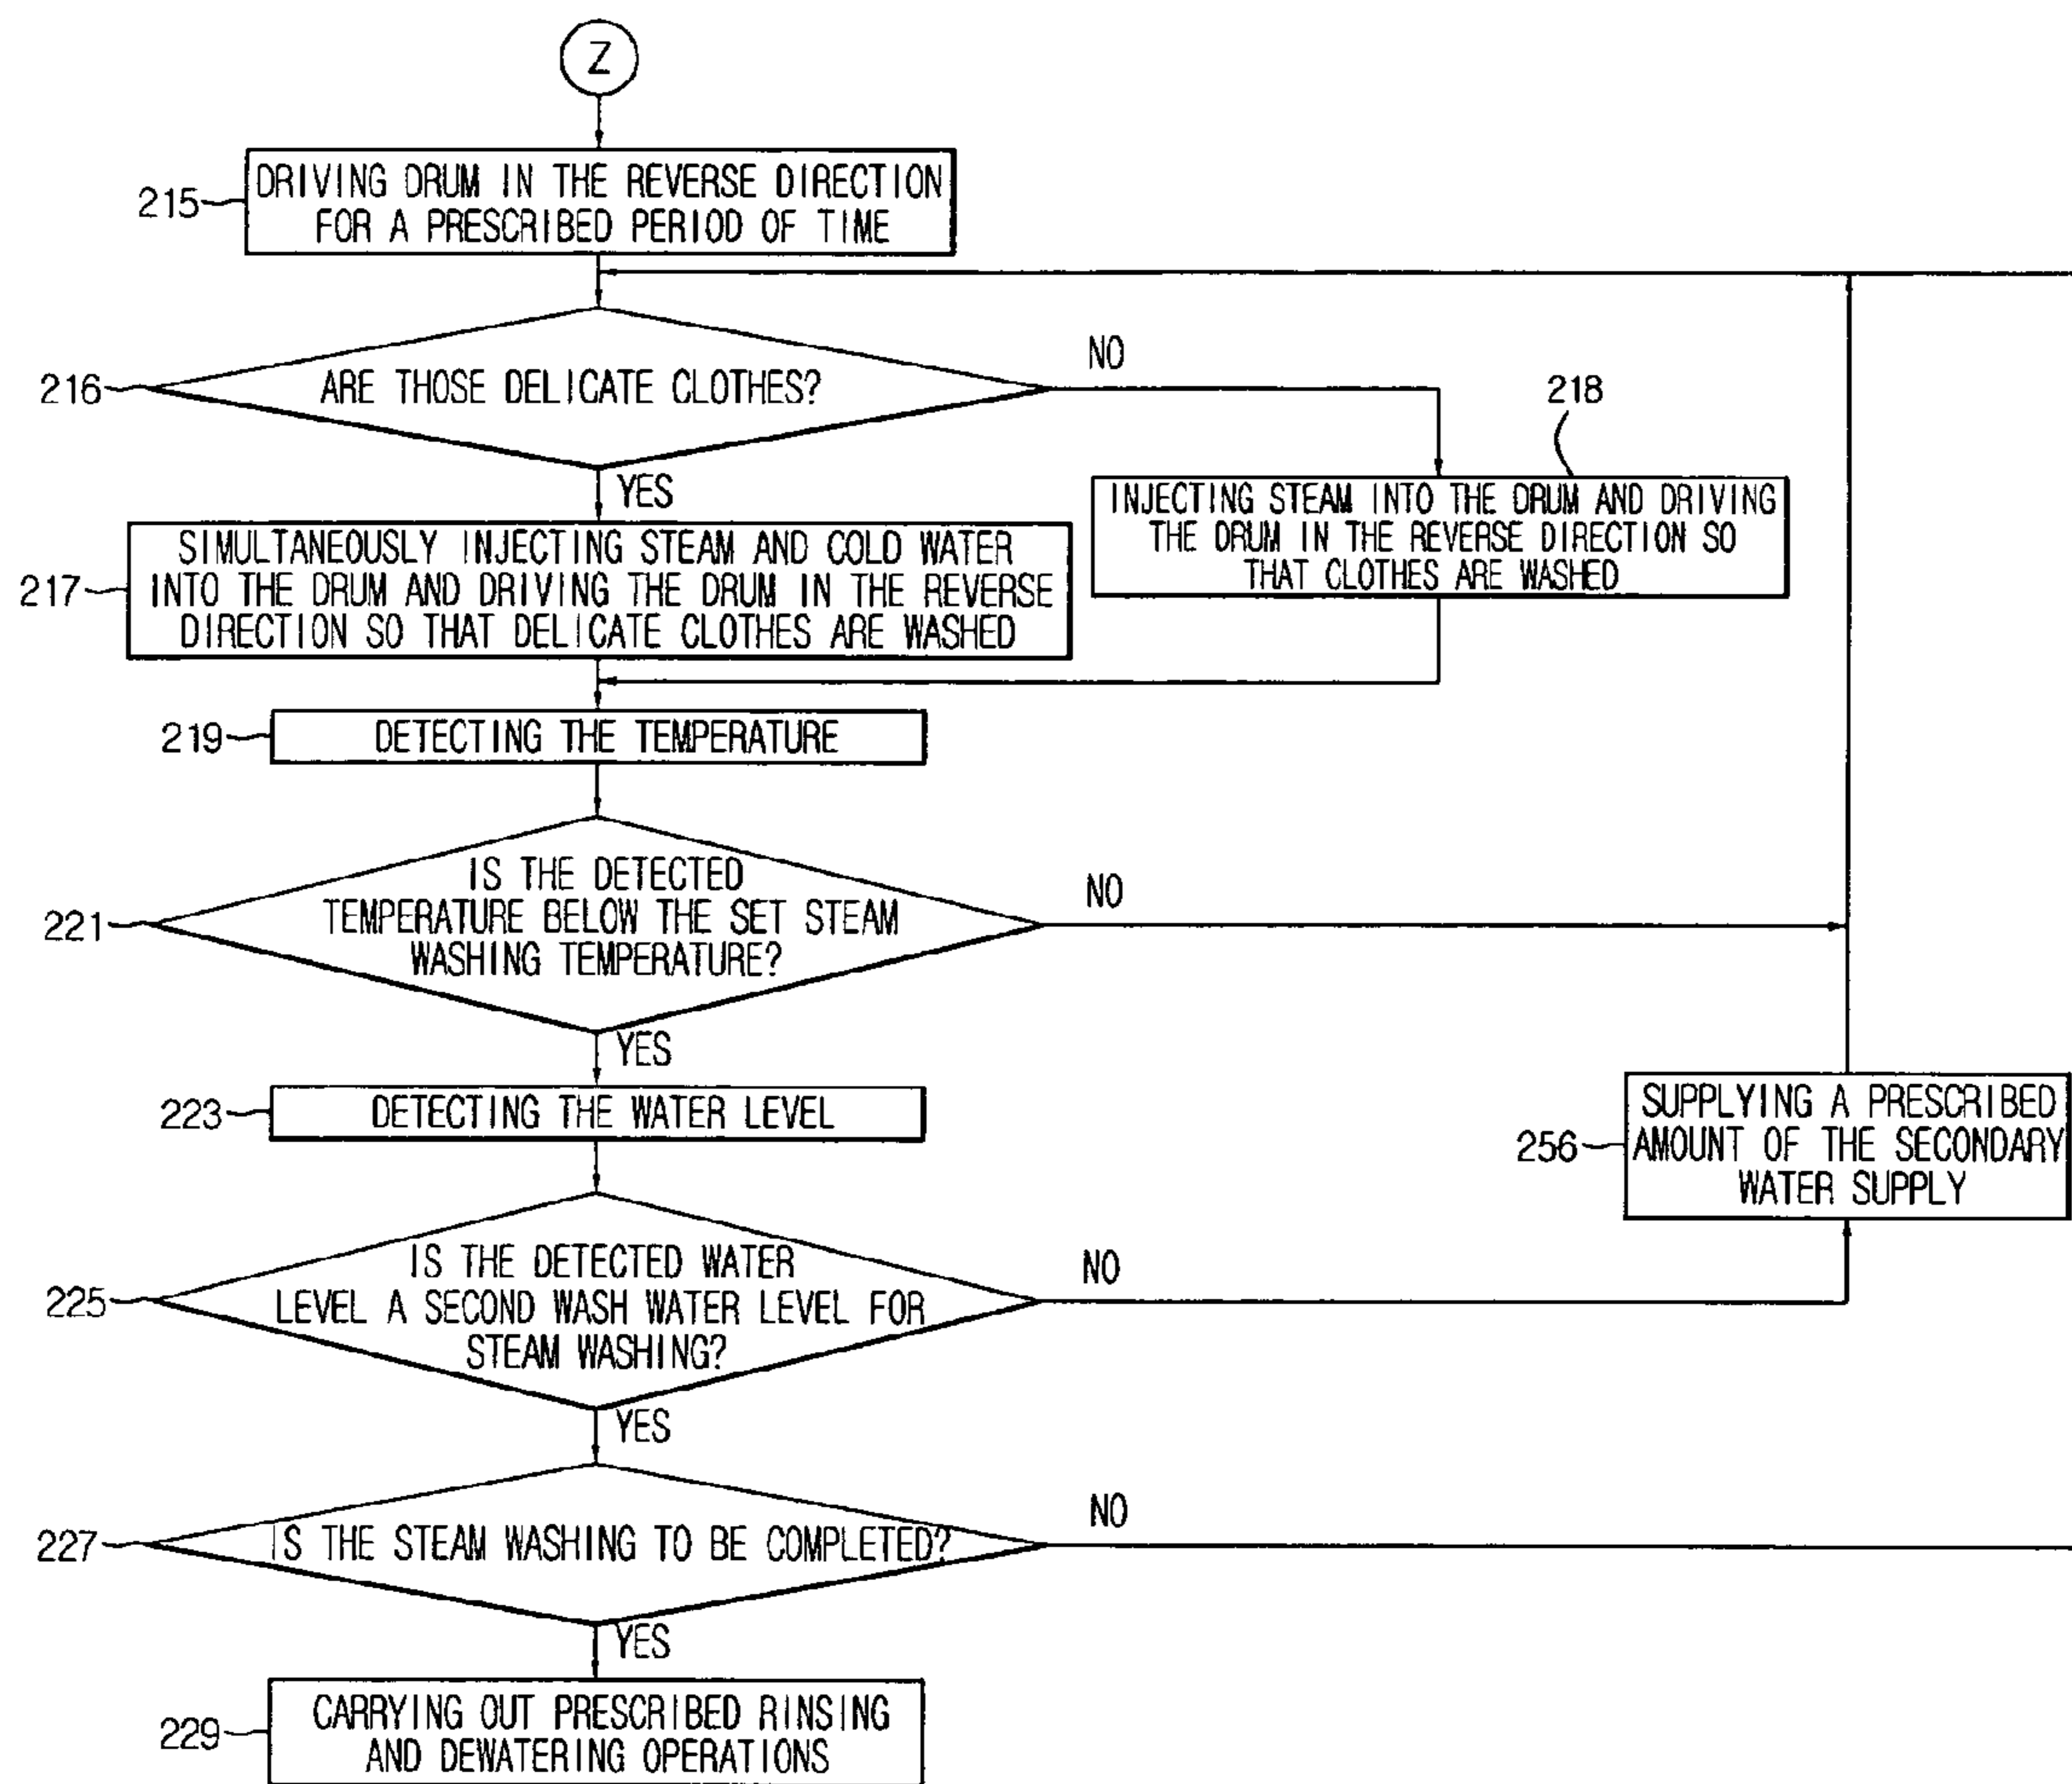 Z
215
DRIVING DRUM IN THE REVERSE DIRECTION
FOR A PRESCRIBED PERIOD OF TIME
216
ARE THOSE DELICATE CLOTHES?
NO
YES
218
INJECTING STEAM INTO THE DRUM AND DRIVING
THE DRUM IN THE REVERSE DIRECTION SO
THAT CLOTHES ARE WASHED
217
SIMULTANEOUSLY INJECTING STEAM AND COLD WATER
INTO THE DRUM AND DRIVING THE DRUM IN THE REVERSE
DIRECTION SO THAT DELICATE CLOTHES ARE WASHED
219
DETECTING THE TEMPERATURE
221
IS THE DETECTED
TEMPERATURE BELOW THE SET STEAM
WASHING TEMPERATURE?
NO
YES
223
DETECTING THE WATER LEVEL
256
SUPPLYING A PRESCRIBED
AMOUNT OF THE SECONDARY
WATER SUPPLY
225
IS THE DETECTED WATER
LEVEL A SECOND WASH WATER LEVEL FOR
STEAM WASHING?
NO
YES
227
IS THE STEAM WASHING TO BE COMPLETED?
NO
YES
229
CARRYING OUT PRESCRIBED RINSING
AND DEWATERING OPERATIONS